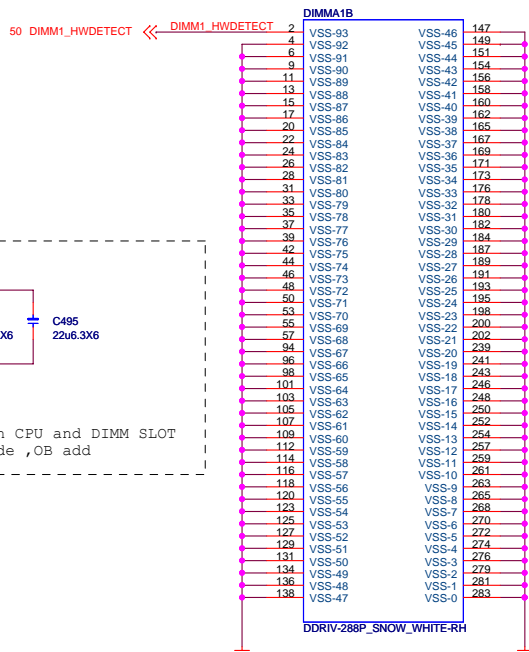 DIMMA1B
50 DIMM1_HWDETECT DIMM1_HWDETECT 2 VSS-93 VSS-46 147
4 VSS-92 VSS-45 149
6 VSS-91 VSS-44 151
9 VSS-90 VSS-43 154
11 VSS-89 VSS-42 156
13 VSS-88 VSS-41 158
15 VSS-87 VSS-40 160
17 VSS-86 VSS-39 162
20 VSS-85 VSS-38 165
22 VSS-84 VSS-37 167
24 VSS-83 VSS-36 169
26 VSS-82 VSS-35 171
28 VSS-81 VSS-34 173
31 VSS-80 VSS-33 176
33 VSS-79 VSS-32 178
35 VSS-78 VSS-31 180
37 VSS-77 VSS-30 182
39 VSS-76 VSS-29 184
42 VSS-75 VSS-28 187
44 VSS-74 VSS-27 189
46 VSS-73 VSS-26 191
48 VSS-72 VSS-25 193
50 VSS-71 VSS-24 195
53 VSS-70 VSS-23 198
55 VSS-69 VSS-22 200
57 VSS-68 VSS-21 202
94 VSS-67 VSS-20 239
96 VSS-66 VSS-19 241
98 VSS-65 VSS-18 243
101 VSS-64 VSS-17 246
103 VSS-63 VSS-16 248
105 VSS-62 VSS-15 250
107 VSS-61 VSS-14 252
109 VSS-60 VSS-13 254
112 VSS-59 VSS-12 257
114 VSS-58 VSS-11 259
116 VSS-57 VSS-10 261
118 VSS-56 VSS-9 263
120 VSS-55 VSS-8 265
123 VSS-54 VSS-7 268
125 VSS-53 VSS-6 270
127 VSS-52 VSS-5 272
129 VSS-51 VSS-4 274
131 VSS-50 VSS-3 276
134 VSS-49 VSS-2 279
136 VSS-48 VSS-1 281
138 VSS-47 VSS-0 283
DDRIV-288P_SNOW_WHITE-RH
C495
X6 22u6.3X6
n CPU and DIMM SLOT
de ,OB add